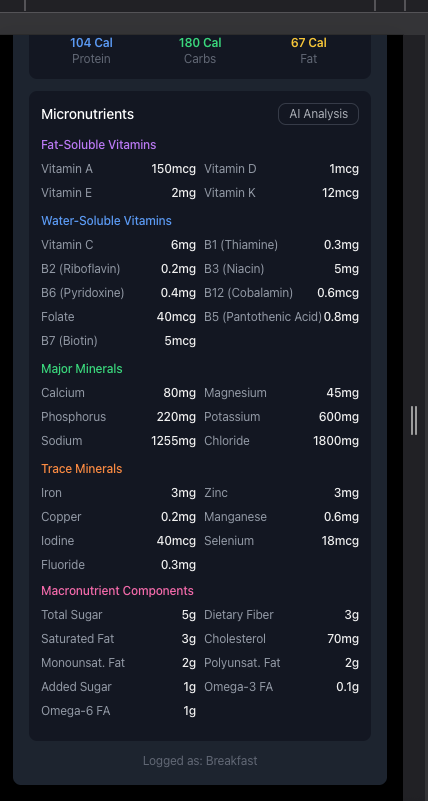 104 Cal 180 Cal 67 Cal
Protein Carbs Fat
Micronutrients AI Analysis
Fat-Soluble Vitamins
Vitamin A 150mcg Vitamin D 1mcg
Vitamin E 2mg Vitamin K 12mcg
Water-Soluble Vitamins
Vitamin C 6mg B1 (Thiamine) 0.3mg
B2 (Riboflavin) 0.2mg B3 (Niacin) 5mg
B6 (Pyridoxine) 0.4mg B12 (Cobalamin) 0.6mcg
Folate 40mcg B5 (Pantothenic Acid) 0.8mg
B7 (Biotin) 5mcg
Major Minerals
Calcium 80mg Magnesium 45mg
Phosphorus 220mg Potassium 600mg
Sodium 1255mg Chloride 1800mg
Trace Minerals
Iron 3mg Zinc 3mg
Copper 0.2mg Manganese 0.6mg
Iodine 40mcg Selenium 18mcg
Fluoride 0.3mg
Macronutrient Components
Total Sugar 5g Dietary Fiber 3g
Saturated Fat 3g Cholesterol 70mg
Monounsat. Fat 2g Polyunsat. Fat 2g
Added Sugar 1g Omega-3 FA 0.1g
Omega-6 FA 1g
Logged as: Breakfast